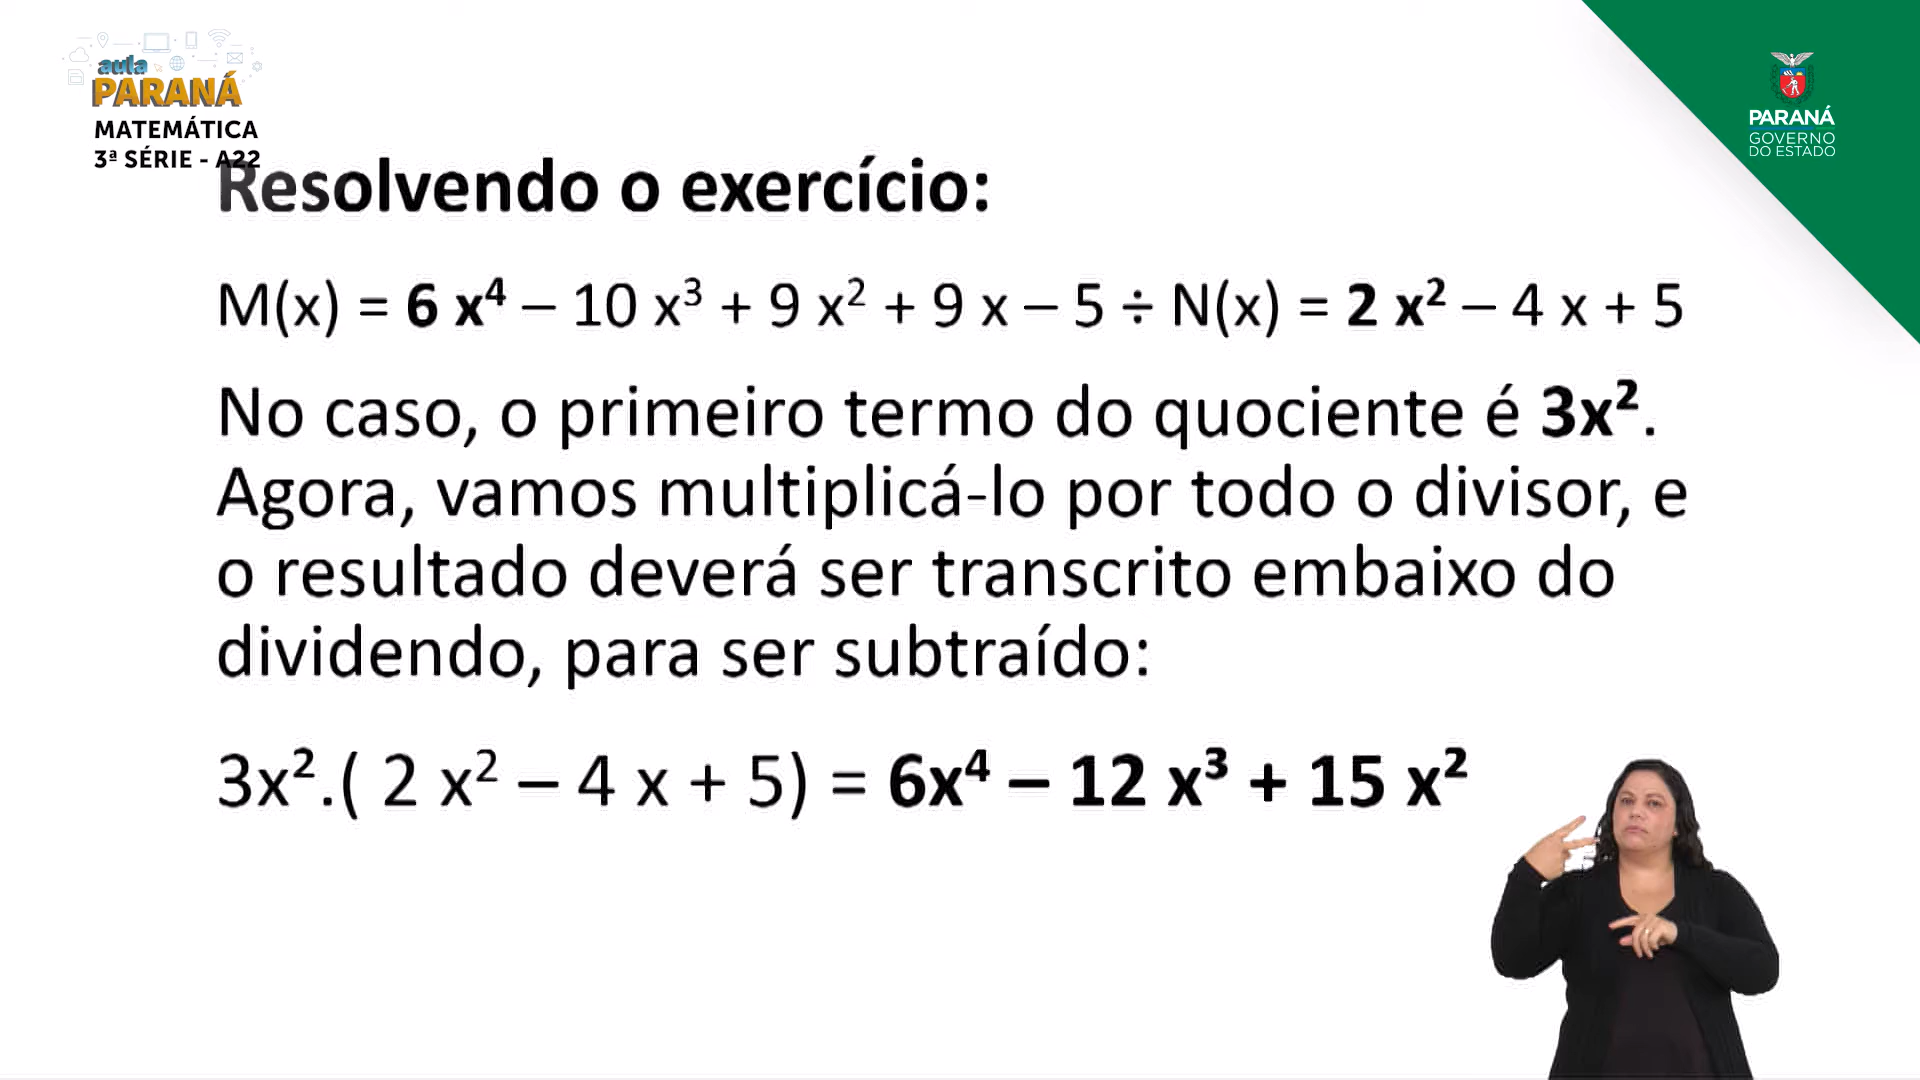 aula
PARANÁ
MATEMÁTICA
3ª SÉRIE - A22
PARANÁ
GOVERNO
DO ESTADO
Resolvendo o exercício:
M(x) = 6 x⁴ – 10 x³ + 9 x² + 9 x – 5 ÷ N(x) = 2 x² – 4 x + 5
No caso, o primeiro termo do quociente é 3x².
Agora, vamos multiplicá-lo por todo o divisor, e
o resultado deverá ser transcrito embaixo do
dividendo, para ser subtraído:
3x².( 2 x² – 4 x + 5) = 6x⁴ – 12 x³ + 15 x²